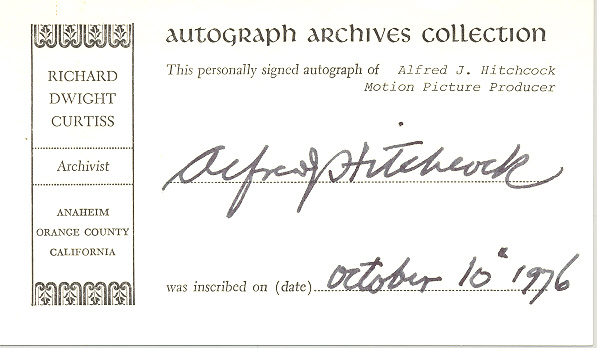 autograph archives collection
RICHARD
DWIGHT
CURTISS
Archivist
ANAHEIM
ORANGE COUNTY
CALIFORNIA
This personally signed autograph of Alfred J. Hitchcock
Motion Picture Producer
Alfred J Hitchcock
was inscribed on (date) October 10" 1976